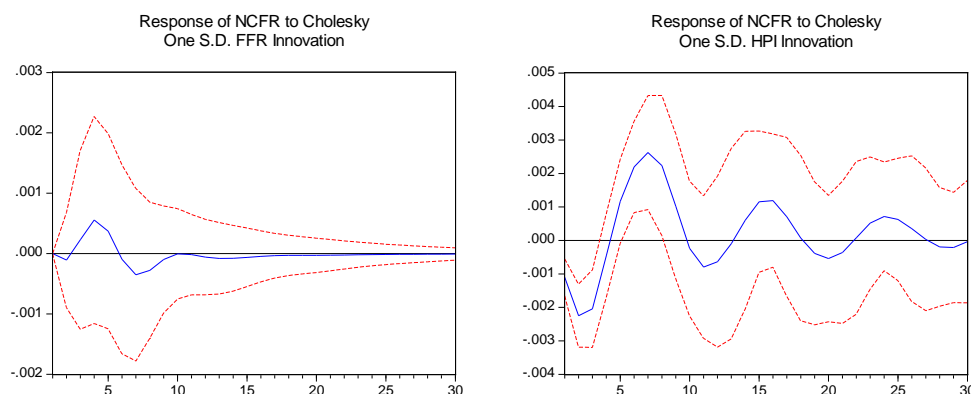 Response of NCFR to Cholesky
One S.D. FFR Innovation
.003
.002
.001
.000
-.001
-.002
5 10 15 20 25 30
Response of NCFR to Cholesky
One S.D. HPI Innovation
.005
.004
.003
.002
.001
.000
-.001
-.002
-.003
-.004
5 10 15 20 25 30